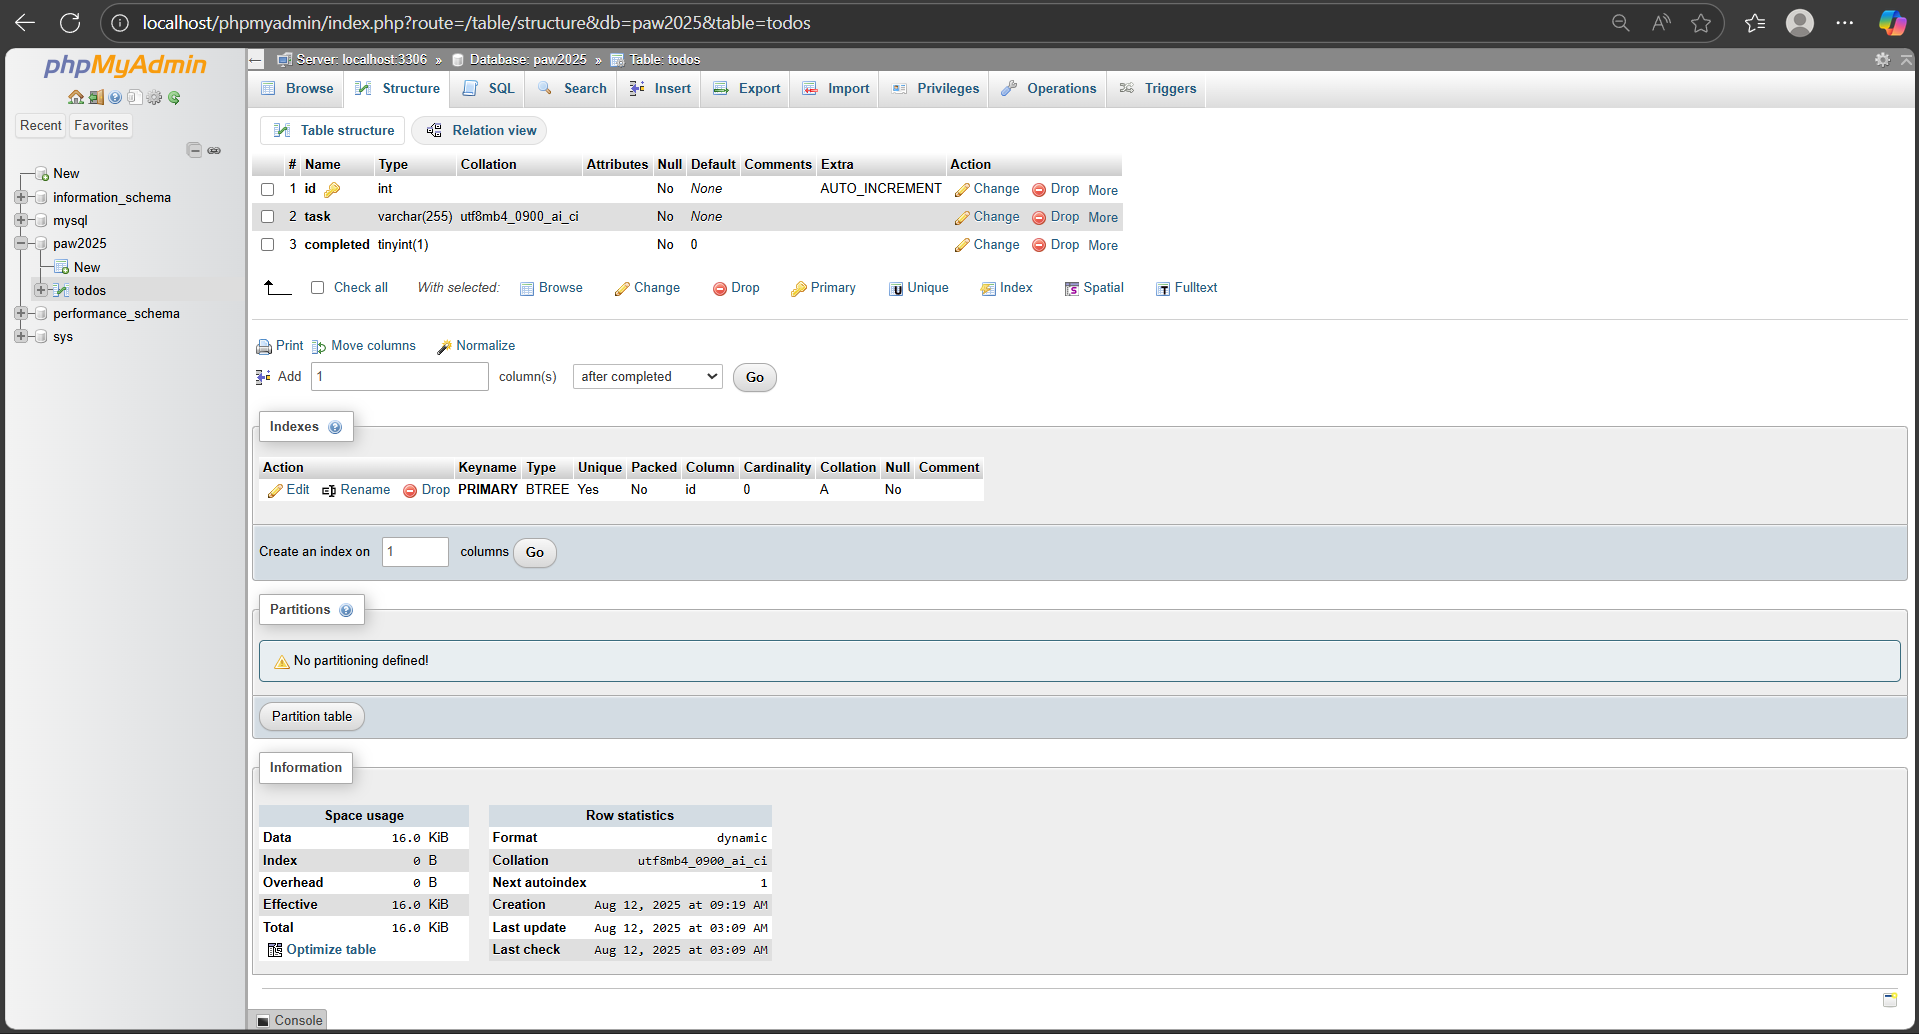 localhost/phpmyadmin/index.php?route=/table/structure&db=paw2025&table=todos
phpMyAdmin
Recent Favorites
New
information_schema
mysql
paw2025
New
todos
performance_schema
sys
Server: localhost:3306 » Database: paw2025 » Table: todos
Browse Structure SQL Search Insert Export Import Privileges Operations Triggers
Table structure Relation view
# Name Type Collation Attributes Null Default Comments Extra Action
1 id int No None AUTO_INCREMENT Change Drop More
2 task varchar(255) utf8mb4_0900_ai_ci No None Change Drop More
3 completed tinyint(1) No 0 Change Drop More
Check all With selected: Browse Change Drop Primary Unique Index Spatial Fulltext
Print Move columns Normalize
Add 1 column(s) after completed Go
Indexes
Action Keyname Type Unique Packed Column Cardinality Collation Null Comment
Edit Rename Drop PRIMARY BTREE Yes No id 0 A No
Create an index on 1 columns Go
Partitions
No partitioning defined!
Partition table
Information
Space usage
Data 16.0 KiB
Index 0 B
Overhead 0 B
Effective 16.0 KiB
Total 16.0 KiB
Optimize table
Row statistics
Format dynamic
Collation utf8mb4_0900_ai_ci
Next autoindex 1
Creation Aug 12, 2025 at 09:19 AM
Last update Aug 12, 2025 at 03:09 AM
Last check Aug 12, 2025 at 03:09 AM
Console